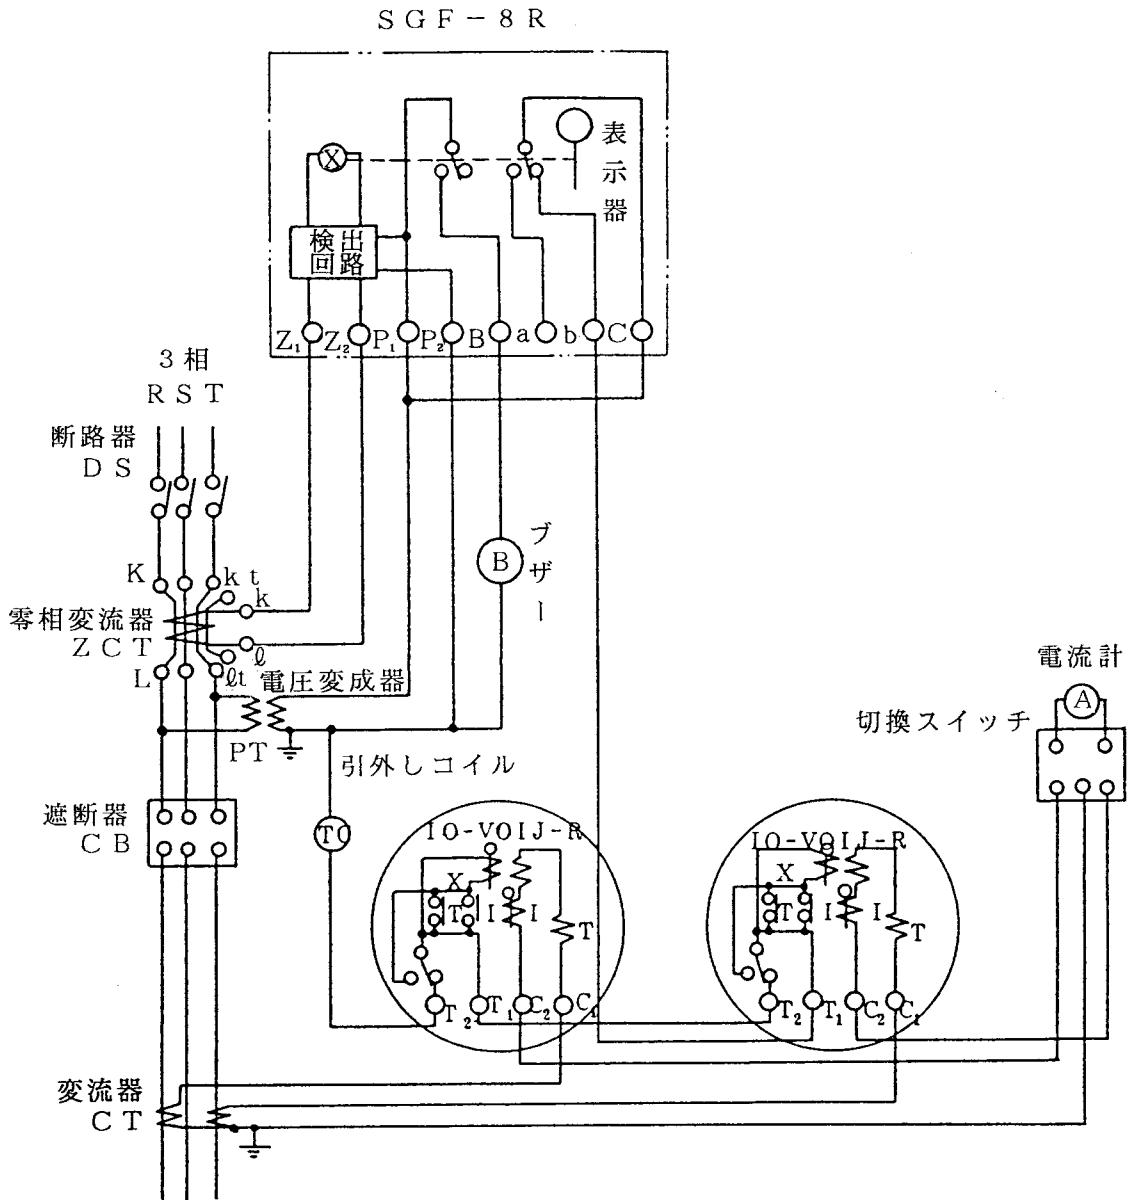 SGF－8R
X
表示器
検出
回路
Z₁ Z₂ P₁ P₂ B a b C
3相
R S T
断路器
DS
K
kt
k
零相変流器
ZCT
ℓ
L
ℓt
電圧変成器
PT
B
ブザー
引外しコイル
遮断器
CB
TC
電流計
A
切換スイッチ
IO-VOIJ-R
X
T
I
I
T
T₂ T₁ C₂ C₁
IO-VOIJ-R
X
T
I
I
T
T₂ T₁ C₂ C₁
変流器
CT